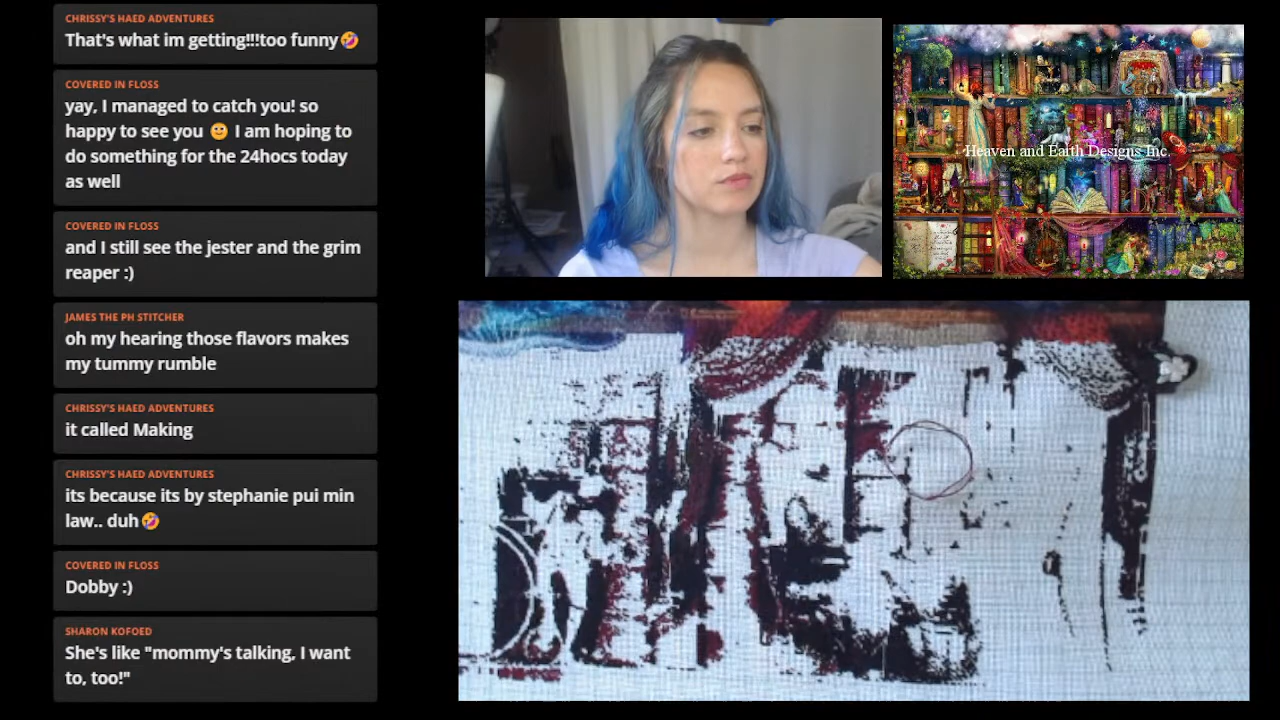 CHRISSY'S HAED ADVENTURES
That's what im getting!!!too funny🤣
COVERED IN FLOSS
yay, I managed to catch you! so
happy to see you 🙂 I am hoping to
do something for the 24hocs today
as well
COVERED IN FLOSS
and I still see the jester and the grim
reaper :)
JAMES THE PH STITCHER
oh my hearing those flavors makes
my tummy rumble
CHRISSY'S HAED ADVENTURES
it called Making
CHRISSY'S HAED ADVENTURES
its because its by stephanie pui min
law.. duh🤣
COVERED IN FLOSS
Dobby :)
SHARON KOFOED
She's like "mommy's talking, I want
to, too!"
Heaven and Earth Designs Inc.